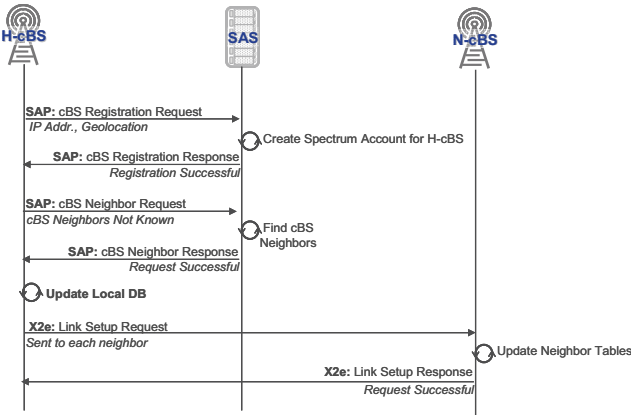 H-cBS
SAS
N-cBS
SAP: cBS Registration Request
IP Addr., Geolocation
Create Spectrum Account for H-cBS
SAP: cBS Registration Response
Registration Successful
SAP: cBS Neighbor Request
cBS Neighbors Not Known
Find cBS
Neighbors
SAP: cBS Neighbor Response
Request Successful
Update Local DB
X2e: Link Setup Request
Sent to each neighbor
Update Neighbor Tables
X2e: Link Setup Response
Request Successful